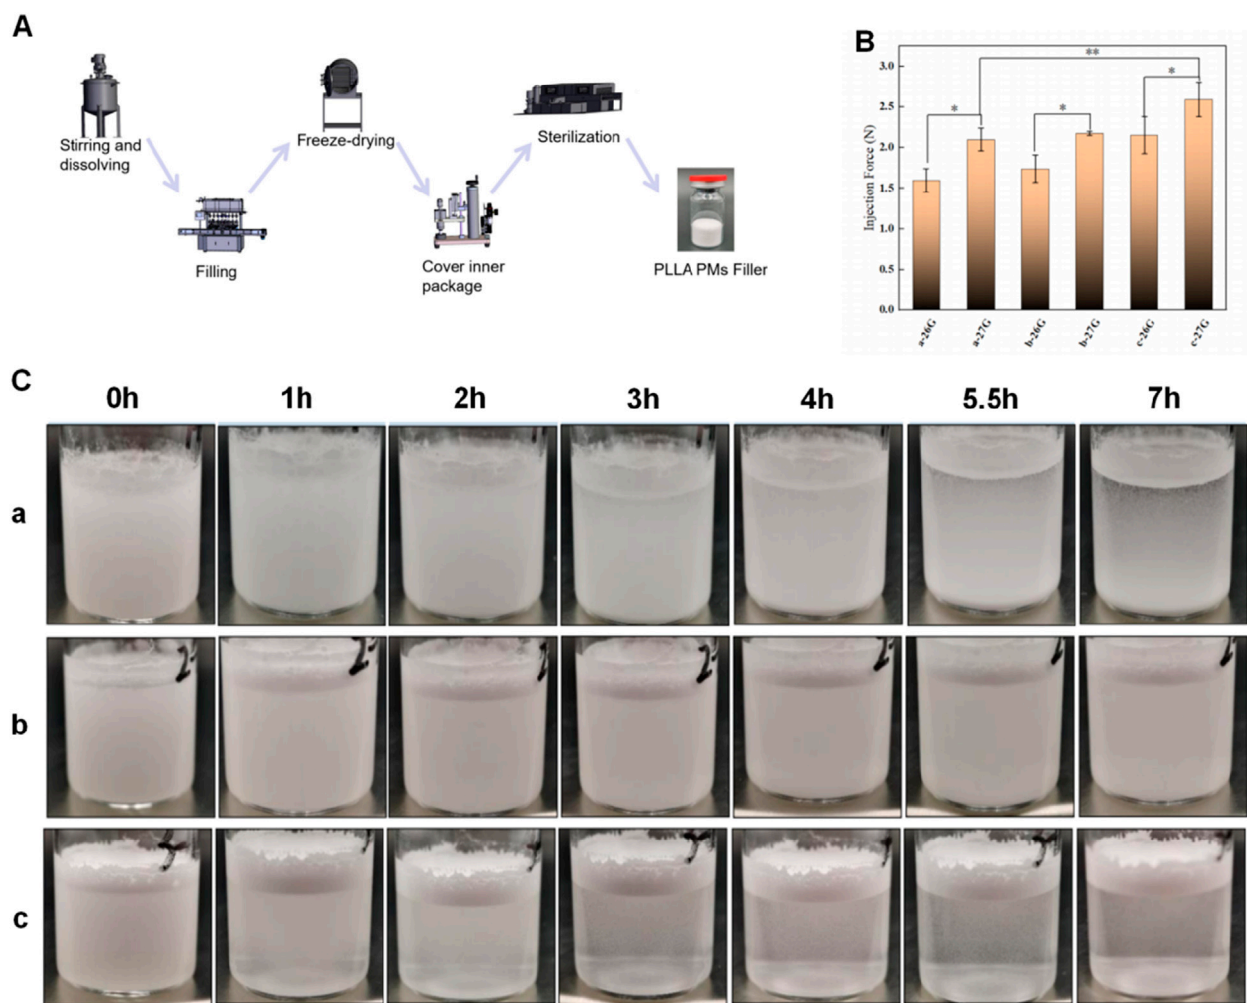 A
Stirring and
dissolving
Filling
Freeze-drying
Cover inner
package
Sterilization
PLLA PMs Filler
B
Injection Force (N)
3.0
2.5
2.0
1.5
1.0
0.5
0.0
*
**
*
*
a-26G
a-27G
b-26G
b-27G
c-26G
c-27G
C
0h 1h 2h 3h 4h 5.5h 7h
a
b
c